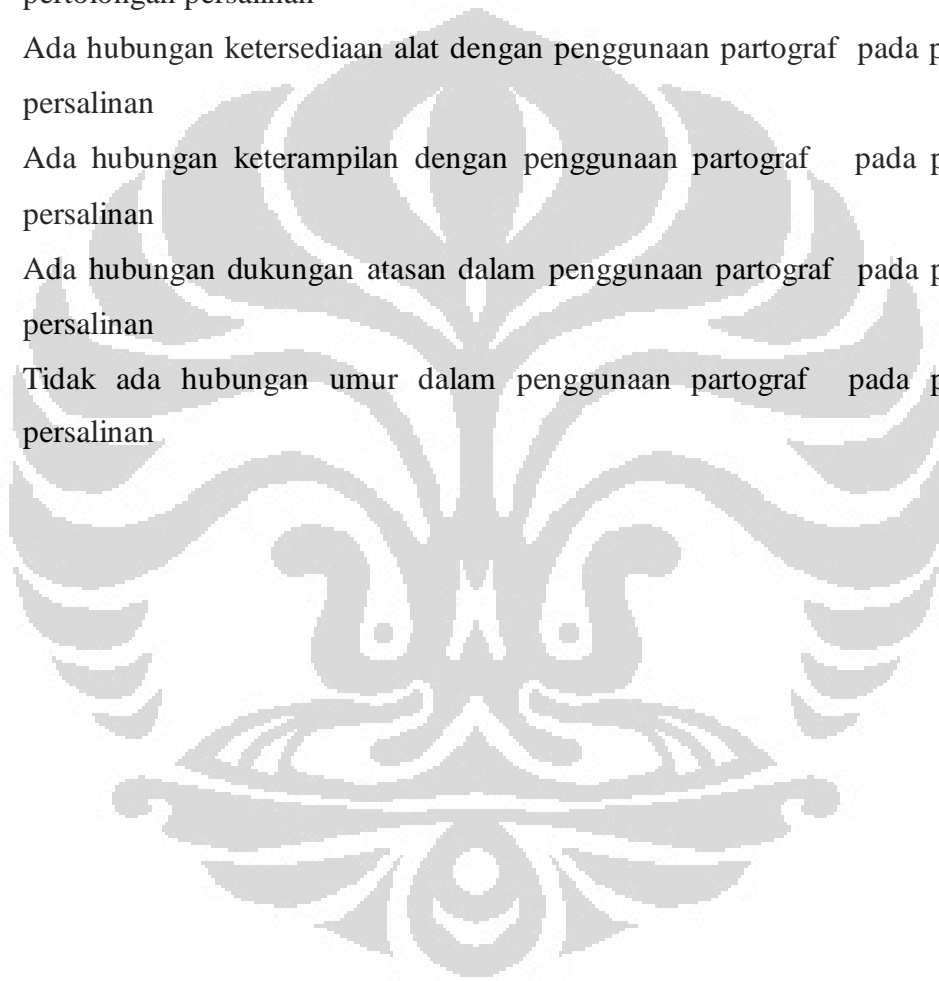 pertolongan persalinan
Ada hubungan ketersediaan alat dengan penggunaan partograf pada
persalinan
Ada hubungan keterampilan dengan penggunaan partograf pada
persalinan
Ada hubungan dukungan atasan dalam penggunaan partograf pada
persalinan
Tidak ada hubungan umur dalam penggunaan partograf pada
persalinan